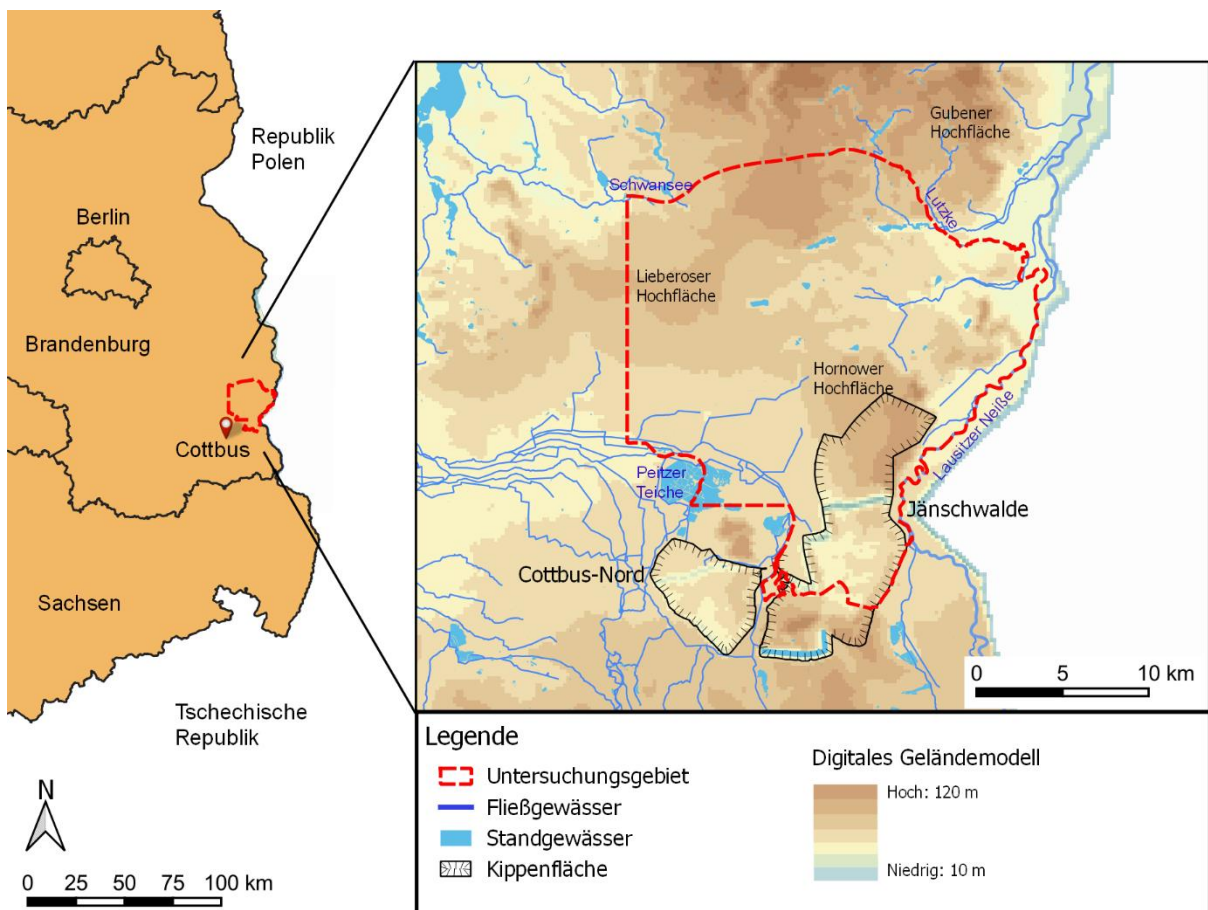 Republik
Polen
Berlin
Brandenburg
Cottbus
Sachsen
Tschechische
Republik
N
0 25 50 75 100 km
Gubener
Hochfläche
Schwansee
Lutzke
Lieberoser
Hochfläche
Hornower
Hochfläche
Lausitzer Neiße
Peitzer
Teiche
Jänschwalde
Cottbus-Nord
0 5 10 km
Legende
Untersuchungsgebiet
Fließgewässer
Standgewässer
Kippenfläche
Digitales Geländemodell
Hoch: 120 m
Niedrig: 10 m